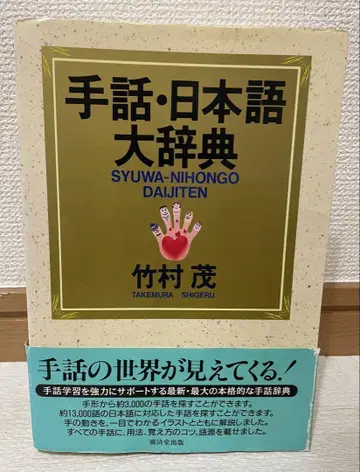 手話・日本語
大辞典
SYUWA-NIHONGO
DAIJITEN
竹村 茂
TAKEMURA SHIGERU
手話の世界が見えてくる!
手話学習を強力にサポートする最新・最大の本格的な手話辞典
手形から約3,000の手話を探すことができます。
約13,000語の日本語に対応した手話を探すことができます。
手の動きを、一目でわかるイラストとともに解説しました。
すべての手話に、用法、覚え方のコツ、語源を載せました。
廣済堂出版